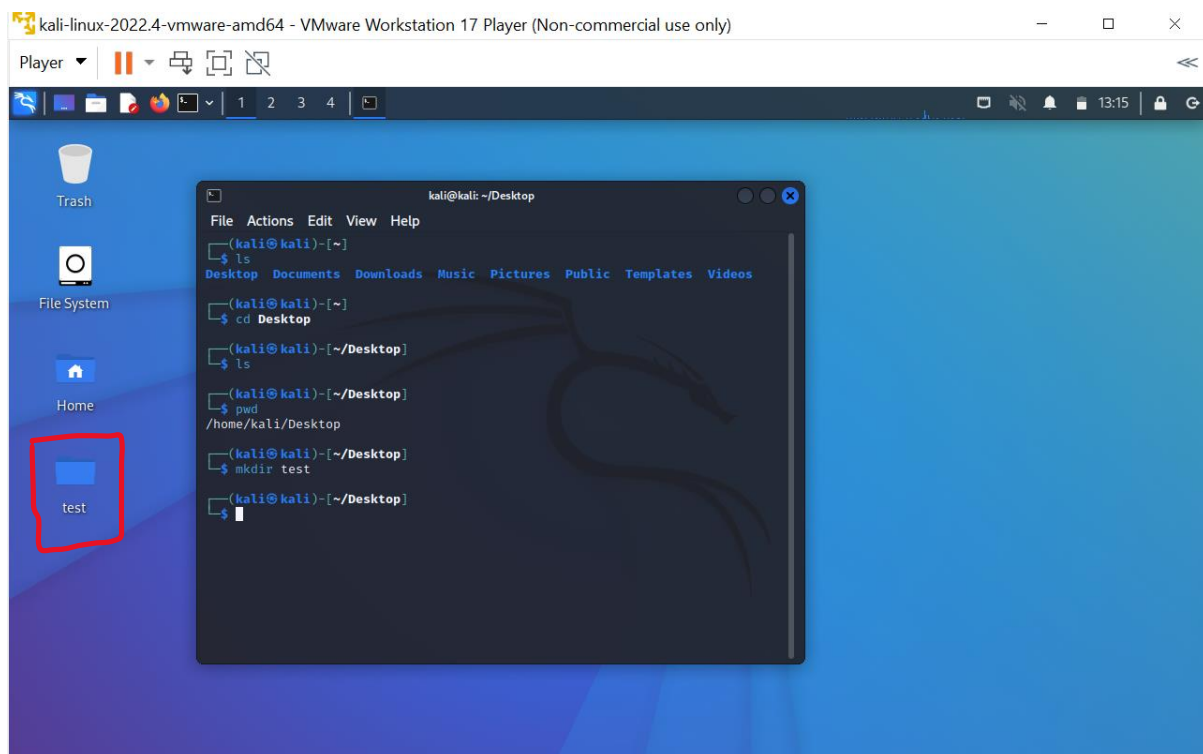 kali-linux-2022.4-vmware-amd64 - VMware Workstation 17 Player (Non-commercial use only)
Player
1 2 3 4
13:15
Trash
File System
Home
test
kali@kali: ~/Desktop
File Actions Edit View Help
┌──(kali㉿kali)-[~]
└─$ ls
Desktop Documents Downloads Music Pictures Public Templates Videos
┌──(kali㉿kali)-[~]
└─$ cd Desktop
┌──(kali㉿kali)-[~/Desktop]
└─$ ls
┌──(kali㉿kali)-[~/Desktop]
└─$ pwd
/home/kali/Desktop
┌──(kali㉿kali)-[~/Desktop]
└─$ mkdir test
┌──(kali㉿kali)-[~/Desktop]
└─$